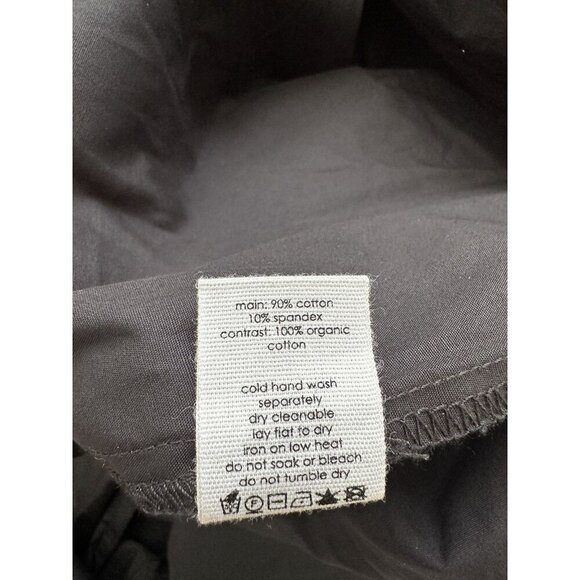 main: 90% cotton
10% spandex
contrast: 100% organic
cotton
cold hand wash
separately
dry cleanable
lay flat to dry
iron on low heat
do not soak or bleach
do not tumble dry